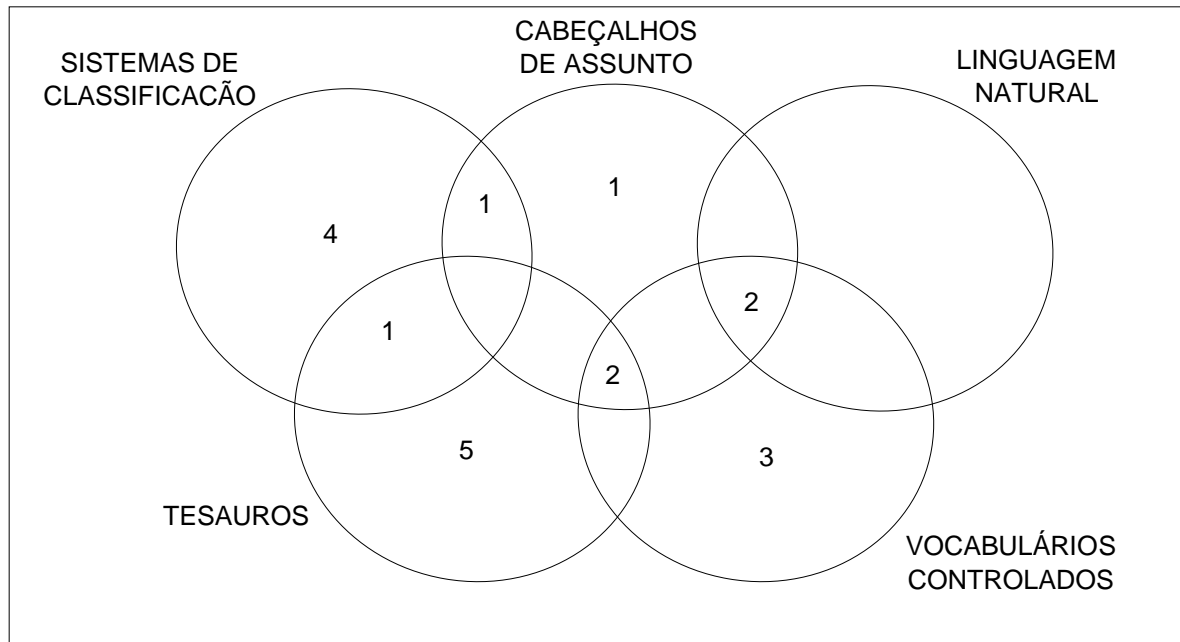 CABEÇALHOS
DE ASSUNTO
SISTEMAS DE
CLASSIFICACÃO
LINGUAGEM
NATURAL
1
1
4
2
1
2
5
3
TESAUROS
VOCABULÁRIOS
CONTROLADOS